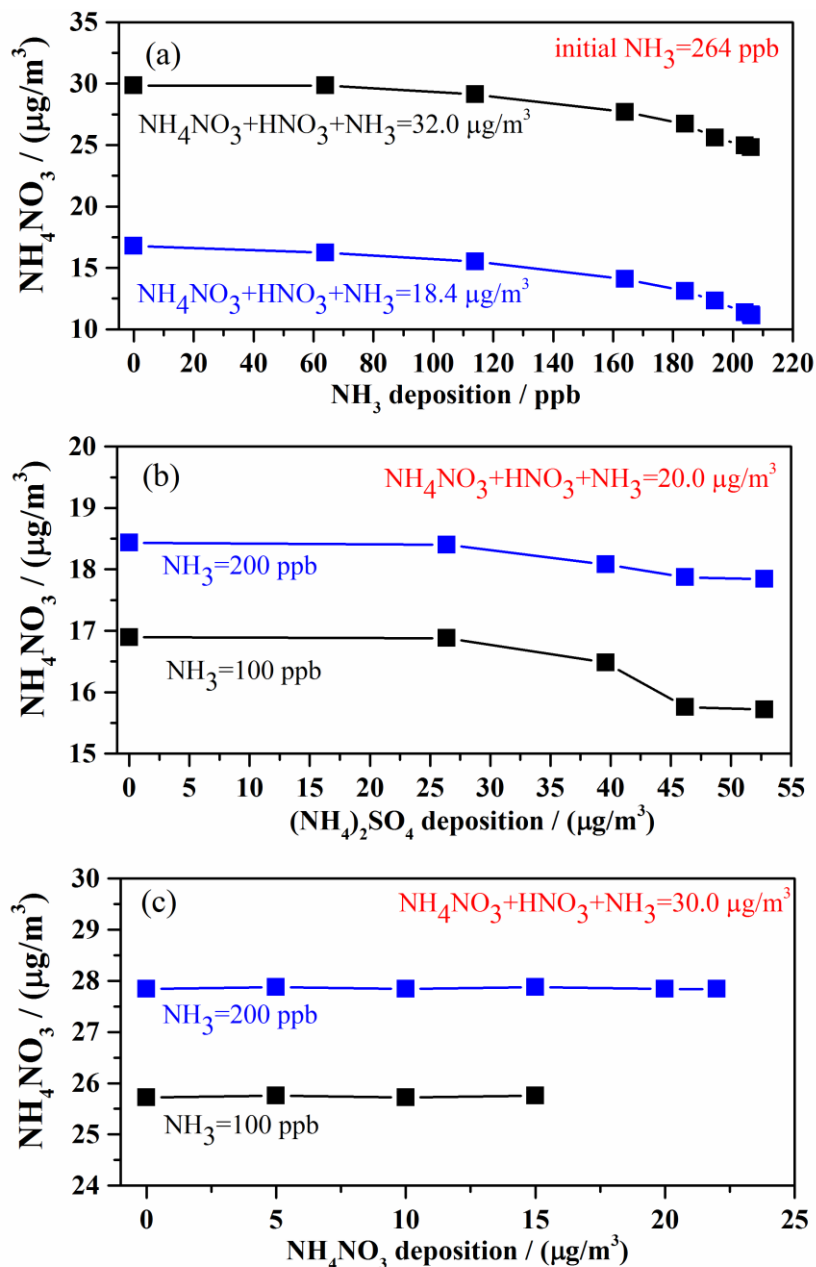 (a)
initial NH₃=264 ppb
NH₄NO₃ / (μg/m³)
35
30
25
20
15
10
NH₄NO₃+HNO₃+NH₃=32.0 μg/m³
NH₄NO₃+HNO₃+NH₃=18.4 μg/m³
0 20 40 60 80 100 120 140 160 180 200 220
NH₃ deposition / ppb
(b)
NH₄NO₃+HNO₃+NH₃=20.0 μg/m³
NH₄NO₃ / (μg/m³)
20
19
18
17
16
15
NH₃=200 ppb
NH₃=100 ppb
0 5 10 15 20 25 30 35 40 45 50 55
(NH₄)₂SO₄ deposition / (μg/m³)
(c)
NH₄NO₃+HNO₃+NH₃=30.0 μg/m³
NH₄NO₃ / (μg/m³)
30
29
28
27
26
25
24
NH₃=200 ppb
NH₃=100 ppb
0 5 10 15 20 25
NH₄NO₃ deposition / (μg/m³)